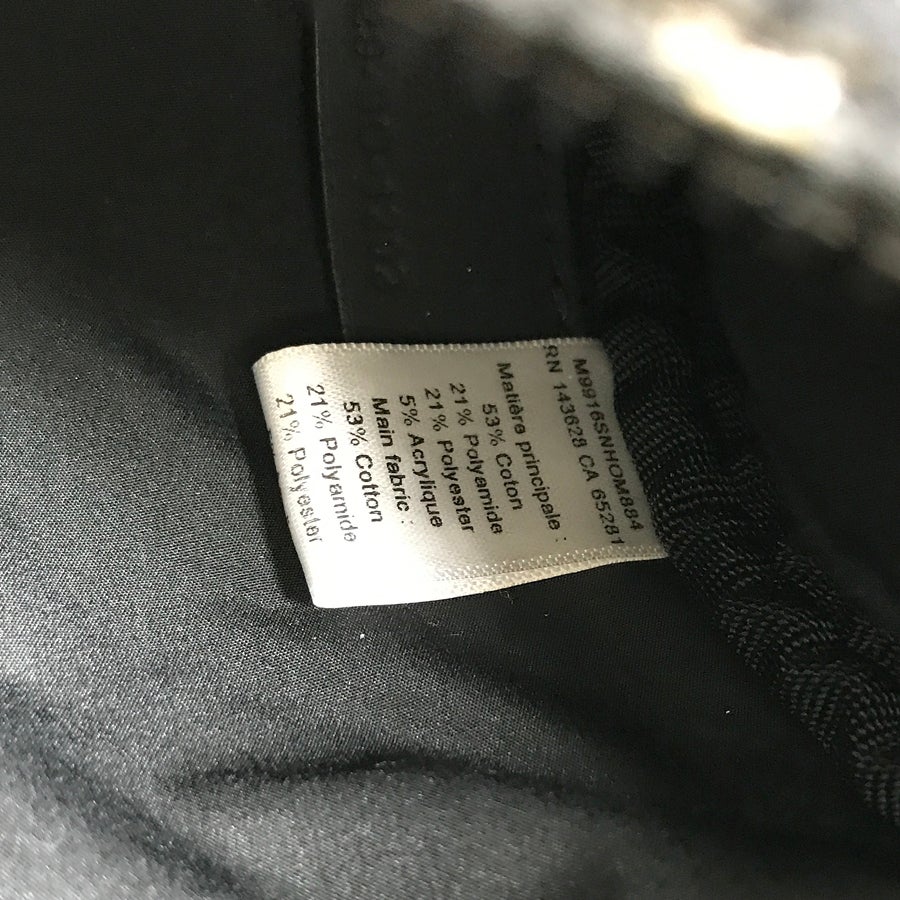 M9916SNHOM884
RN 143628 CA 65281
Matière principale :
53% Coton
21% Polyamide
21% Polyester
5% Acrylique
Main fabric :
53% Cotton
21% Polyamide
21% Polyester